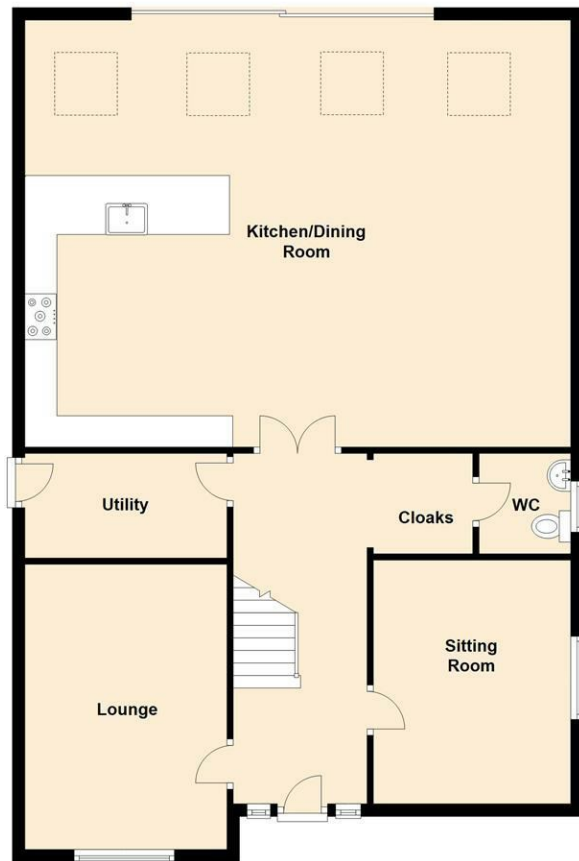 Kitchen/Dining
Room
Utility
Cloaks
WC
Sitting
Room
Lounge